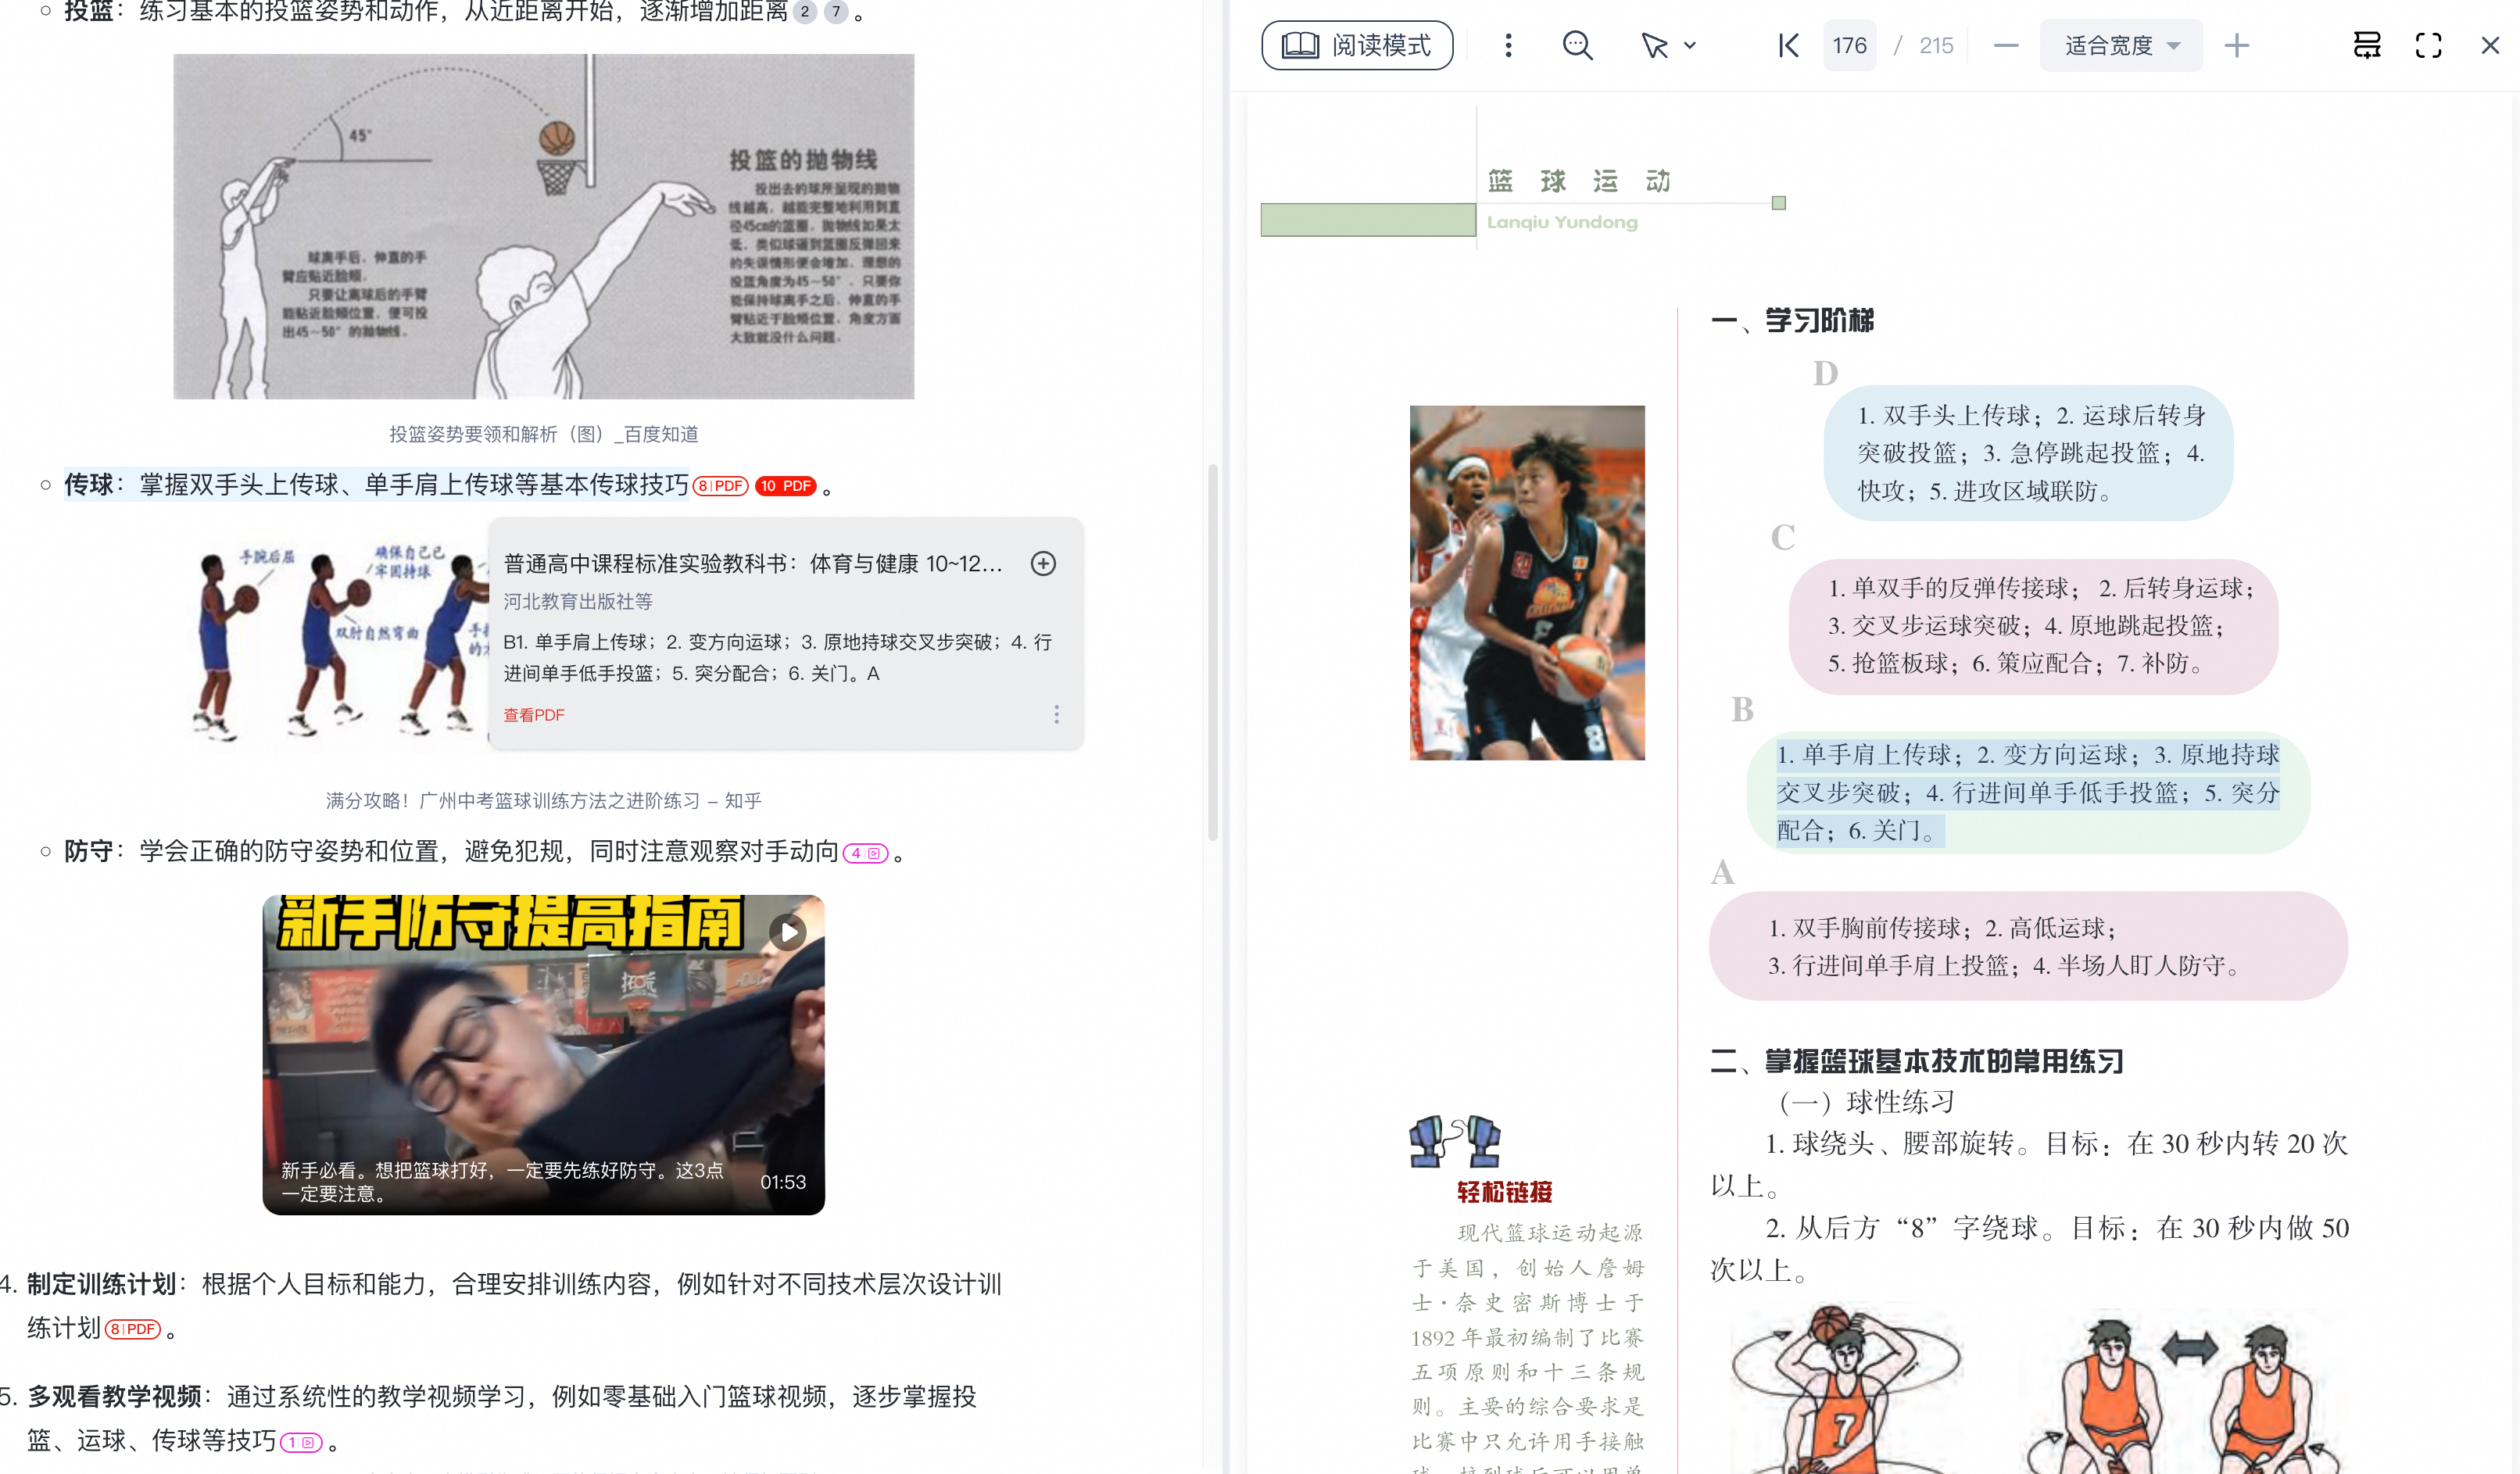 投篮：练习基本的投篮姿势和动作，从近距离开始，逐渐增加距离 2 7 。
45°
投篮的抛物线
投出去的球所呈现的抛物
线越高，越能完整地利用到直
径45cm的篮圈，抛物线如果太
低，类似球碰到篮圈反弹回来
的失误情形便会增加，理想的
投篮角度为45~50°，只要你
能保持球离手之后，伸直的手
臂贴近于脸颊位置，角度方面
大致就没什么问题。
球离手后，伸直的手
臂应贴近脸颊。
只要让离球后的手臂
能贴近脸颊位置，便可投
出45~50°的抛物线。
投篮姿势要领和解析（图）_百度知道
传球：掌握双手头上传球、单手肩上传球等基本传球技巧 8|PDF 10 PDF 。
手腕后屈
确保自己已
牢固持球
双肘自然弯曲
普通高中课程标准实验教科书：体育与健康 10~12...
河北教育出版社等
B1. 单手肩上传球；2. 变方向运球；3. 原地持球交叉步突破；4. 行
进间单手低手投篮；5. 突分配合；6. 关门。A
查看PDF
满分攻略！广州中考篮球训练方法之进阶练习 – 知乎
防守：学会正确的防守姿势和位置，避免犯规，同时注意观察对手动向 4 。
新手防守提高指南
拓荒
新手必看。想把篮球打好，一定要先练好防守。这3点
一定要注意。
01:53
4. 制定训练计划：根据个人目标和能力，合理安排训练内容，例如针对不同技术层次设计训
练计划 8|PDF 。
5. 多观看教学视频：通过系统性的教学视频学习，例如零基础入门篮球视频，逐步掌握投
篮、运球、传球等技巧 1 。
阅读模式
176 / 215
适合宽度
篮球运动
Lanqiu Yundong
一、学习阶梯
D
1. 双手头上传球；2. 运球后转身
突破投篮；3. 急停跳起投篮；4.
快攻；5. 进攻区域联防。
C
1. 单双手的反弹传接球； 2. 后转身运球；
3. 交叉步运球突破；4. 原地跳起投篮；
5. 抢篮板球；6. 策应配合；7. 补防。
B
1. 单手肩上传球；2. 变方向运球；3. 原地持球
交叉步突破；4. 行进间单手低手投篮；5. 突分
配合；6. 关门。
A
1. 双手胸前传接球；2. 高低运球；
3. 行进间单手肩上投篮；4. 半场人盯人防守。
8
二、掌握篮球基本技术的常用练习
（一）球性练习
1. 球绕头、腰部旋转。目标：在 30 秒内转 20 次
以上。
2. 从后方“8”字绕球。目标：在 30 秒内做 50
次以上。
7
轻松链接
现代篮球运动起源
于美国，创始人詹姆
士·奈史密斯博士于
1892 年最初编制了比赛
五项原则和十三条规
则。主要的综合要求是
比赛中只允许用手接触